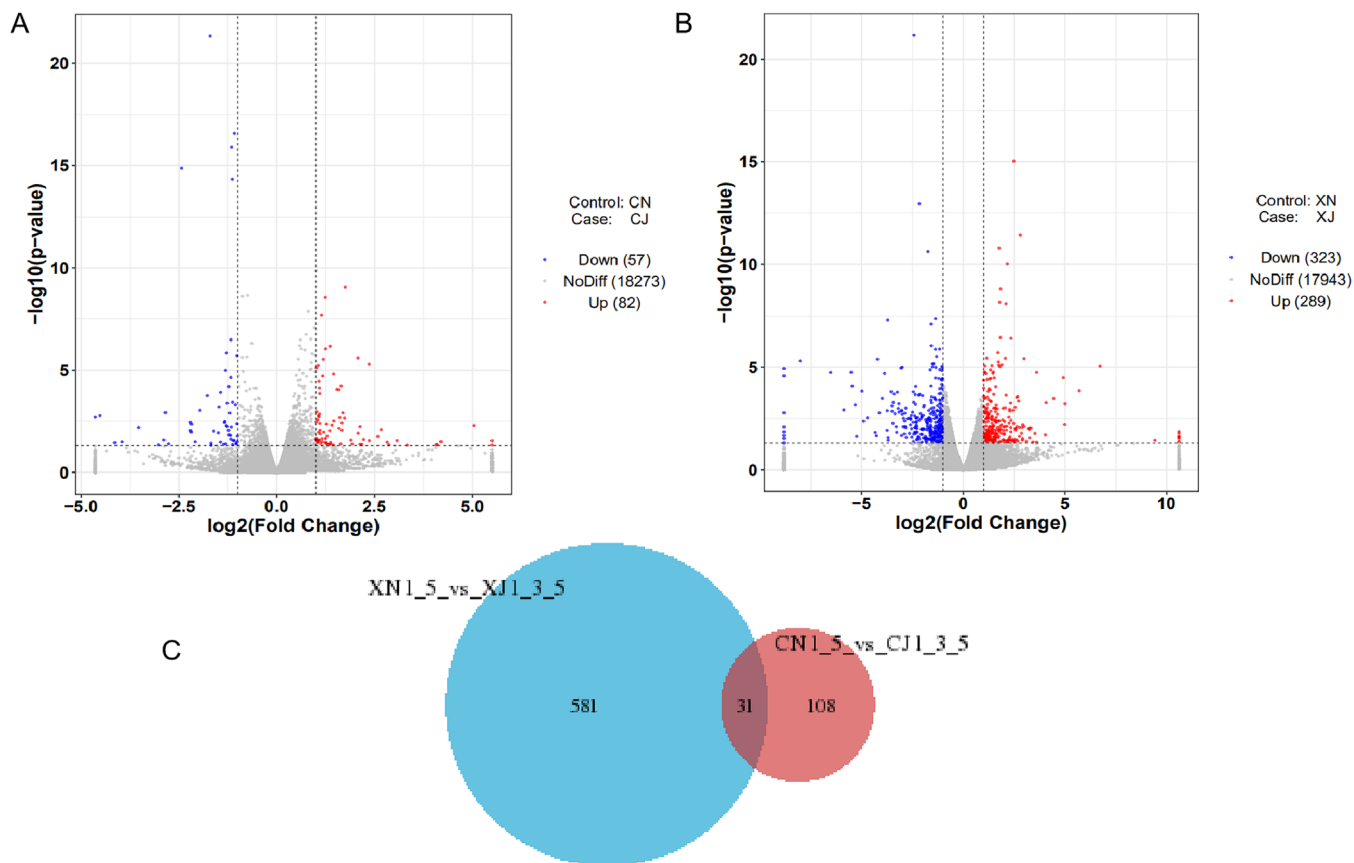 A
−log10(p−value)
20
15
10
5
0
−5.0
−2.5
0.0
2.5
5.0
log2(Fold Change)
Control: CN
Case: CJ
Down (57)
NoDiff (18273)
Up (82)
B
−log10(p−value)
20
15
10
5
0
−5
0
5
10
log2(Fold Change)
Control: XN
Case: XJ
Down (323)
NoDiff (17943)
Up (289)
C
XN1_5_vs_XJ1_3_5
CN1_5_vs_CJ1_3_5
581
31
108